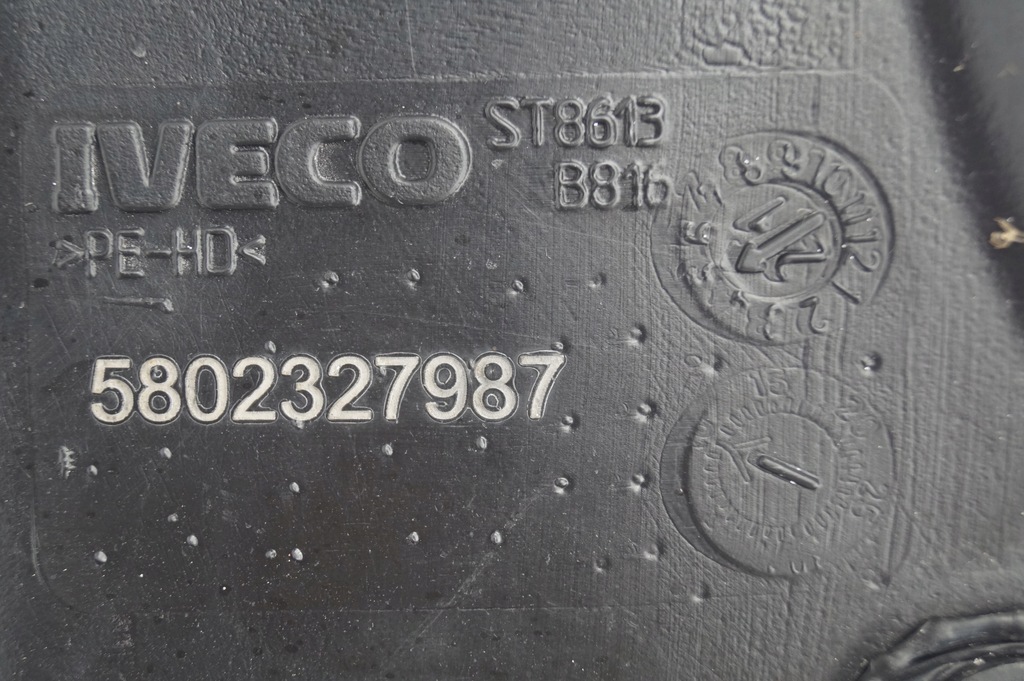 IVECO
ST8613
B816
>PE-HD<
5802327987